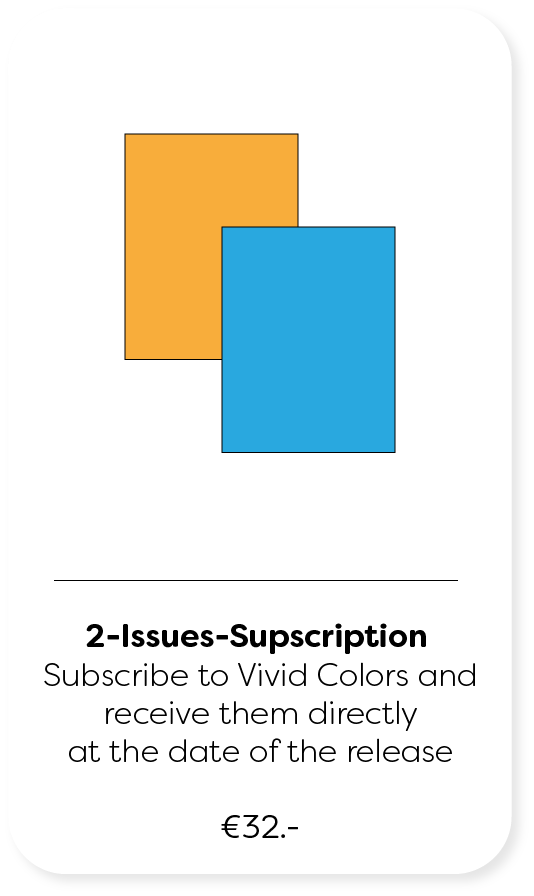 2-Issues-Supscription
Subscribe to Vivid Colors and
receive them directly
at the date of the release
€32.-